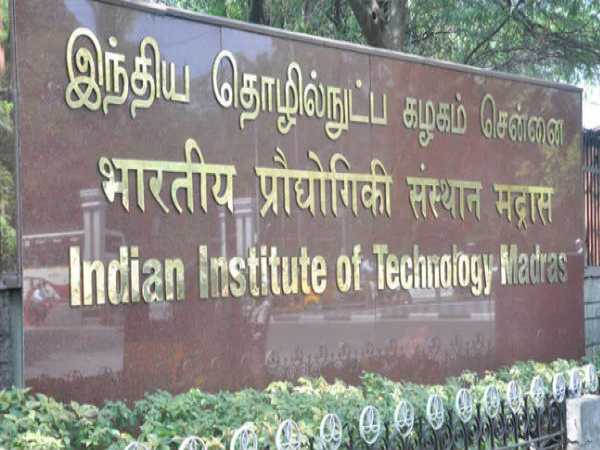 இந்திய தொழில்நுட்ப கழகம் சென்னை
भारतीय प्रौद्योगिकी संस्थान मद्रास
Indian Institute of Technology Madras